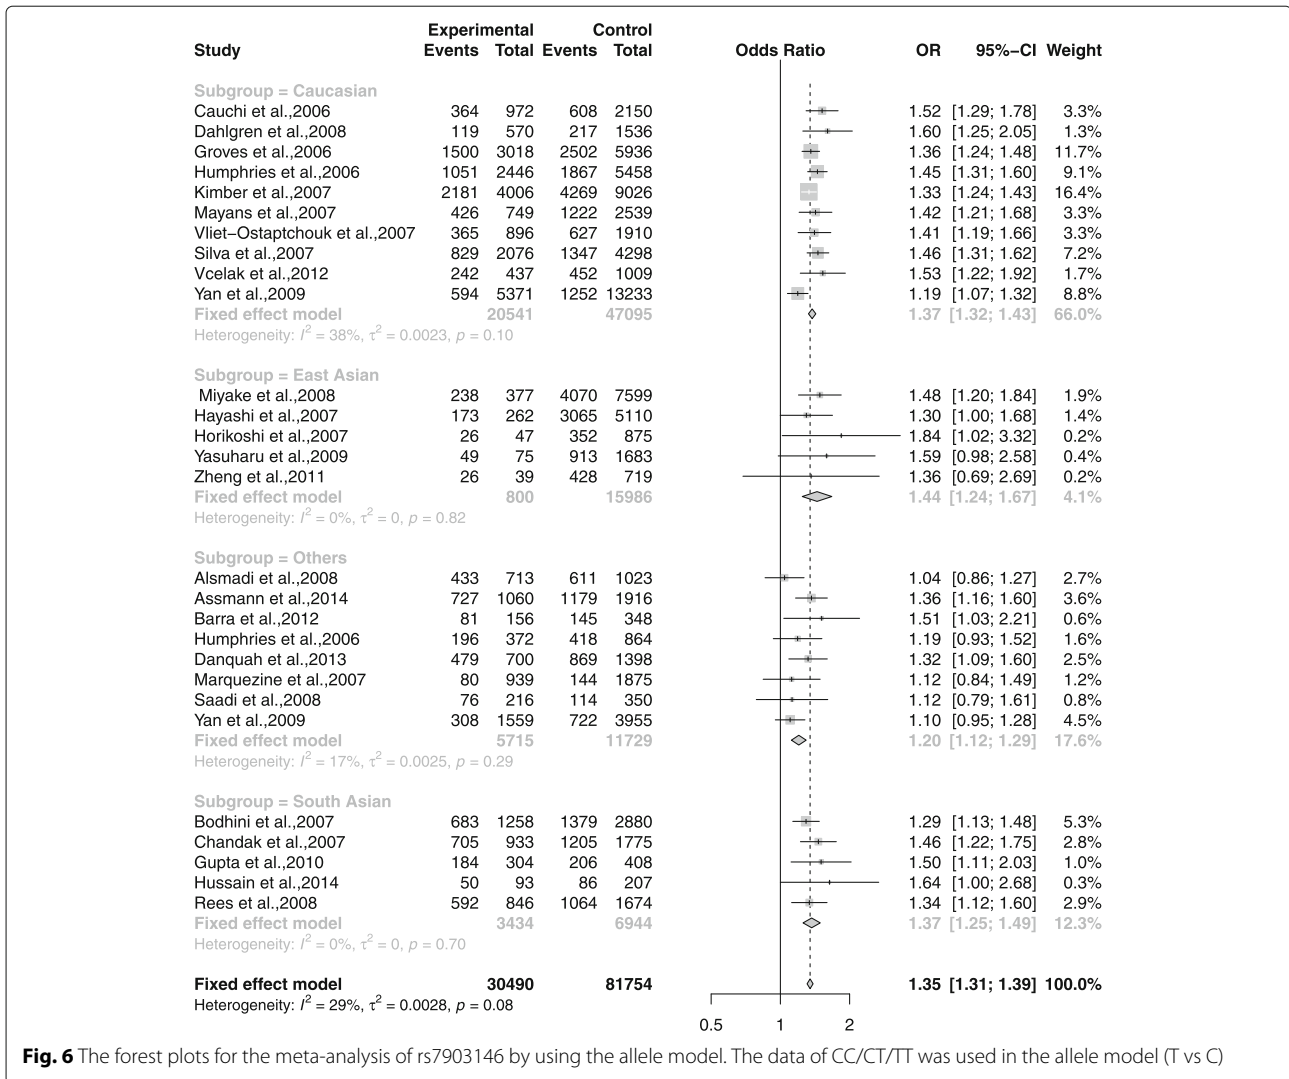 Experimental Control
Study Events Total Events Total Odds Ratio OR 95%−CI Weight
Subgroup = Caucasian
Cauchi et al.,2006 364 972 608 2150 1.52 [1.29; 1.78] 3.3%
Dahlgren et al.,2008 119 570 217 1536 1.60 [1.25; 2.05] 1.3%
Groves et al.,2006 1500 3018 2502 5936 1.36 [1.24; 1.48] 11.7%
Humphries et al.,2006 1051 2446 1867 5458 1.45 [1.31; 1.60] 9.1%
Kimber et al.,2007 2181 4006 4269 9026 1.33 [1.24; 1.43] 16.4%
Mayans et al.,2007 426 749 1222 2539 1.42 [1.21; 1.68] 3.3%
Vliet−Ostaptchouk et al.,2007 365 896 627 1910 1.41 [1.19; 1.66] 3.3%
Silva et al.,2007 829 2076 1347 4298 1.46 [1.31; 1.62] 7.2%
Vcelak et al.,2012 242 437 452 1009 1.53 [1.22; 1.92] 1.7%
Yan et al.,2009 594 5371 1252 13233 1.19 [1.07; 1.32] 8.8%
Fixed effect model 20541 47095 1.37 [1.32; 1.43] 66.0%
Heterogeneity: I² = 38%, τ² = 0.0023, p = 0.10
Subgroup = East Asian
Miyake et al.,2008 238 377 4070 7599 1.48 [1.20; 1.84] 1.9%
Hayashi et al.,2007 173 262 3065 5110 1.30 [1.00; 1.68] 1.4%
Horikoshi et al.,2007 26 47 352 875 1.84 [1.02; 3.32] 0.2%
Yasuharu et al.,2009 49 75 913 1683 1.59 [0.98; 2.58] 0.4%
Zheng et al.,2011 26 39 428 719 1.36 [0.69; 2.69] 0.2%
Fixed effect model 800 15986 1.44 [1.24; 1.67] 4.1%
Heterogeneity: I² = 0%, τ² = 0, p = 0.82
Subgroup = Others
Alsmadi et al.,2008 433 713 611 1023 1.04 [0.86; 1.27] 2.7%
Assmann et al.,2014 727 1060 1179 1916 1.36 [1.16; 1.60] 3.6%
Barra et al.,2012 81 156 145 348 1.51 [1.03; 2.21] 0.6%
Humphries et al.,2006 196 372 418 864 1.19 [0.93; 1.52] 1.6%
Danquah et al.,2013 479 700 869 1398 1.32 [1.09; 1.60] 2.5%
Marquezine et al.,2007 80 939 144 1875 1.12 [0.84; 1.49] 1.2%
Saadi et al.,2008 76 216 114 350 1.12 [0.79; 1.61] 0.8%
Yan et al.,2009 308 1559 722 3955 1.10 [0.95; 1.28] 4.5%
Fixed effect model 5715 11729 1.20 [1.12; 1.29] 17.6%
Heterogeneity: I² = 17%, τ² = 0.0025, p = 0.29
Subgroup = South Asian
Bodhini et al.,2007 683 1258 1379 2880 1.29 [1.13; 1.48] 5.3%
Chandak et al.,2007 705 933 1205 1775 1.46 [1.22; 1.75] 2.8%
Gupta et al.,2010 184 304 206 408 1.50 [1.11; 2.03] 1.0%
Hussain et al.,2014 50 93 86 207 1.64 [1.00; 2.68] 0.3%
Rees et al.,2008 592 846 1064 1674 1.34 [1.12; 1.60] 2.9%
Fixed effect model 3434 6944 1.37 [1.25; 1.49] 12.3%
Heterogeneity: I² = 0%, τ² = 0, p = 0.70
Fixed effect model 30490 81754 1.35 [1.31; 1.39] 100.0%
Heterogeneity: I² = 29%, τ² = 0.0028, p = 0.08
0.5 1 2
Fig. 6 The forest plots for the meta-analysis of rs7903146 by using the allele model. The data of CC/CT/TT was used in the allele model (T vs C)